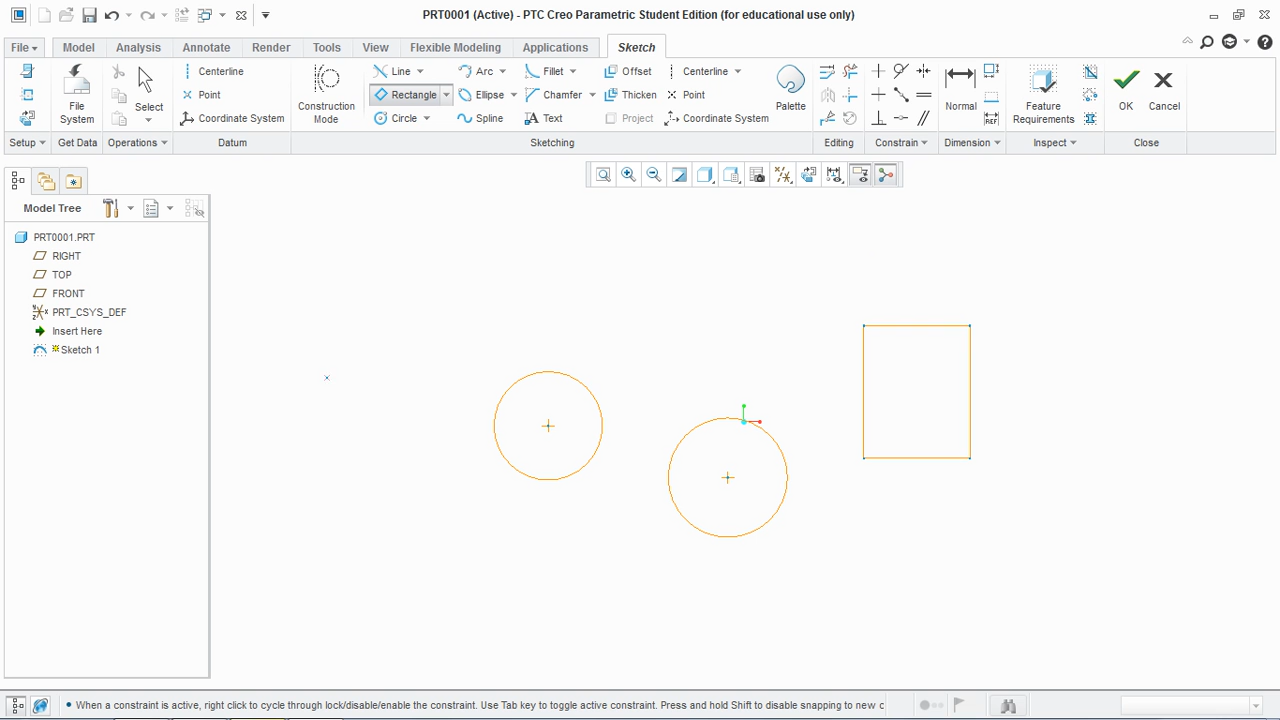 PRT0001 (Active) - PTC Creo Parametric Student Edition (for educational use only)
File Model Analysis Annotate Render Tools View Flexible Modeling Applications Sketch
Centerline
Point
Coordinate System
File System
Select
Construction Mode
Line
Rectangle
Circle
Arc
Ellipse
Spline
Fillet
Chamfer
Text
Offset
Thicken
Project
Centerline
Point
Coordinate System
Palette
Normal
REF
Feature Requirements
OK
Cancel
Setup Get Data Operations Datum Sketching Editing Constrain Dimension Inspect Close
Model Tree
PRT0001.PRT
RIGHT
TOP
FRONT
PRT_CSYS_DEF
Insert Here
Sketch 1
• When a constraint is active, right click to cycle through lock/disable/enable the constraint. Use Tab key to toggle active constraint. Press and hold Shift to disable snapping to new c